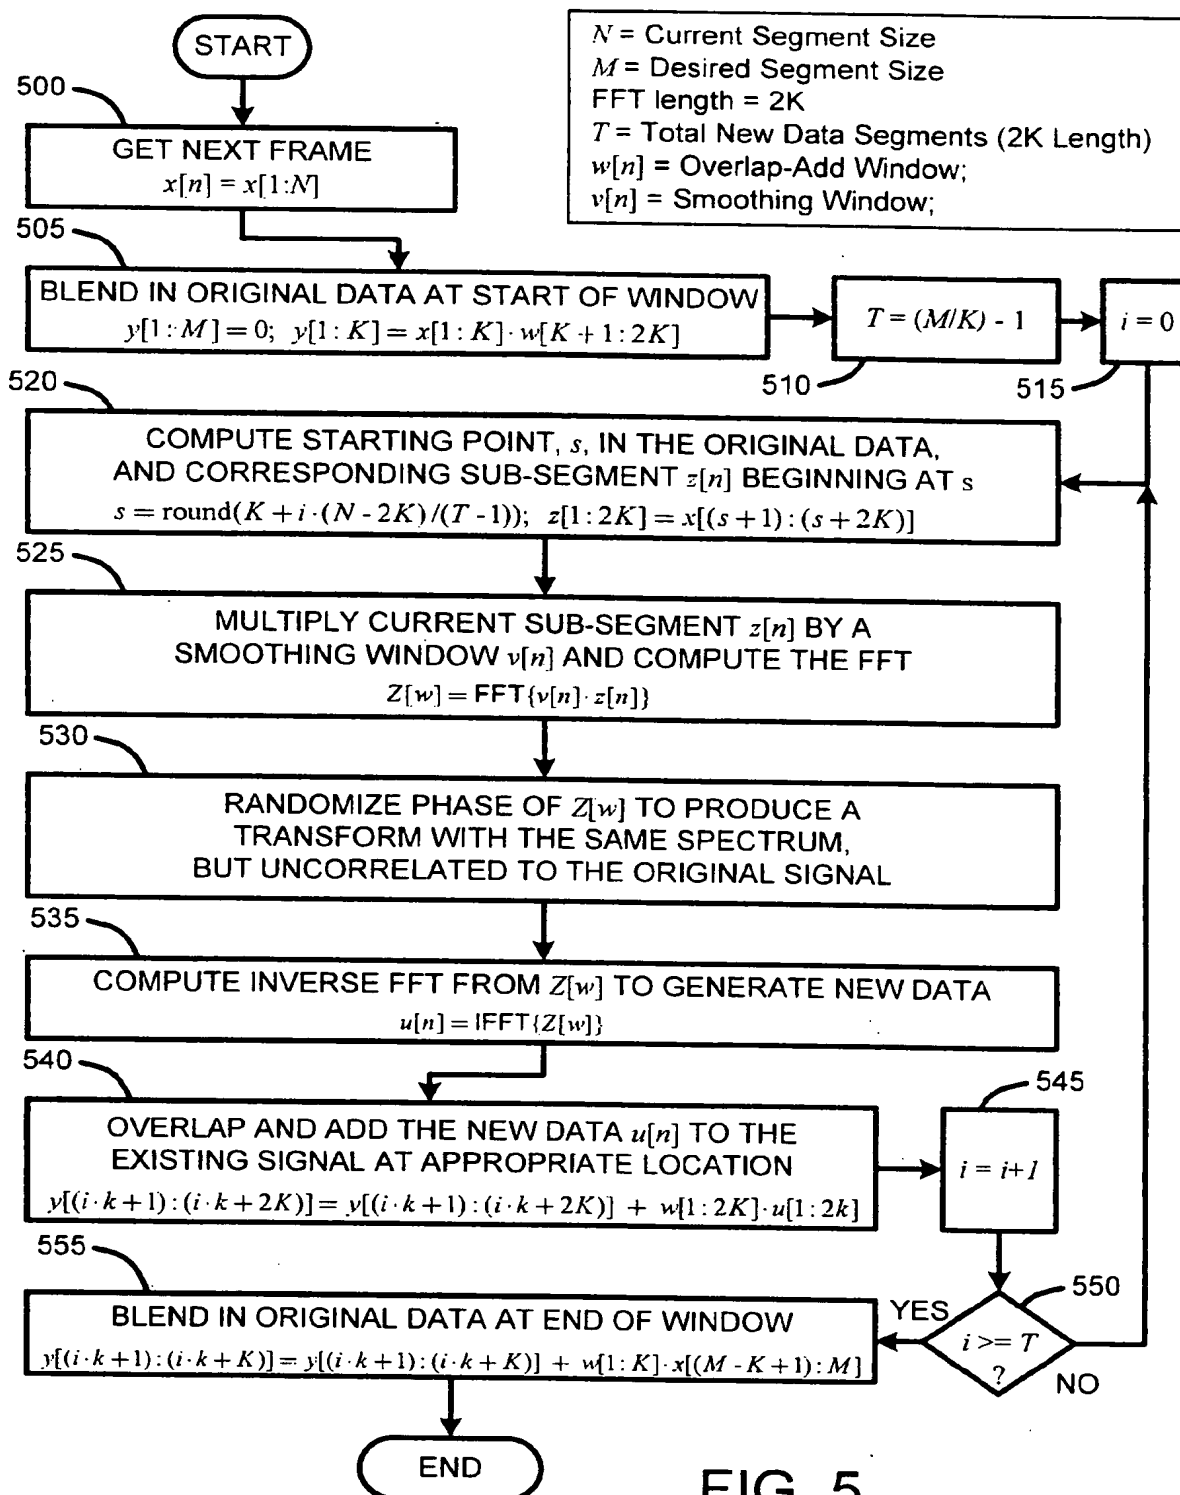 START
N = Current Segment Size
M = Desired Segment Size
FFT length = 2K
T = Total New Data Segments (2K Length)
w[n] = Overlap-Add Window;
v[n] = Smoothing Window;
500
GET NEXT FRAME
x[n] = x[1:N]
505
BLEND IN ORIGINAL DATA AT START OF WINDOW
y[1:M] = 0; y[1:K] = x[1:K]·w[K+1:2K]
T = (M/K) - 1
510
i = 0
515
520
COMPUTE STARTING POINT, s, IN THE ORIGINAL DATA,
AND CORRESPONDING SUB-SEGMENT z[n] BEGINNING AT s
s = round(K + i·(N - 2K)/(T - 1)); z[1:2K] = x[(s+1):(s+2K)]
525
MULTIPLY CURRENT SUB-SEGMENT z[n] BY A
SMOOTHING WINDOW v[n] AND COMPUTE THE FFT
Z[w] = FFT{v[n]·z[n]}
530
RANDOMIZE PHASE OF Z[w] TO PRODUCE A
TRANSFORM WITH THE SAME SPECTRUM,
BUT UNCORRELATED TO THE ORIGINAL SIGNAL
535
COMPUTE INVERSE FFT FROM Z[w] TO GENERATE NEW DATA
u[n] = IFFT{Z[w]}
540
OVERLAP AND ADD THE NEW DATA u[n] TO THE
EXISTING SIGNAL AT APPROPRIATE LOCATION
y[(i·k+1):(i·k+2K)] = y[(i·k+1):(i·k+2K)] + w[1:2K]·u[1:2k]
545
i = i+1
550
i >= T
?
YES
NO
555
BLEND IN ORIGINAL DATA AT END OF WINDOW
y[(i·k+1):(i·k+K)] = y[(i·k+1):(i·k+K)] + w[1:K]·x[(M-K+1):M]
END
FIG. 5